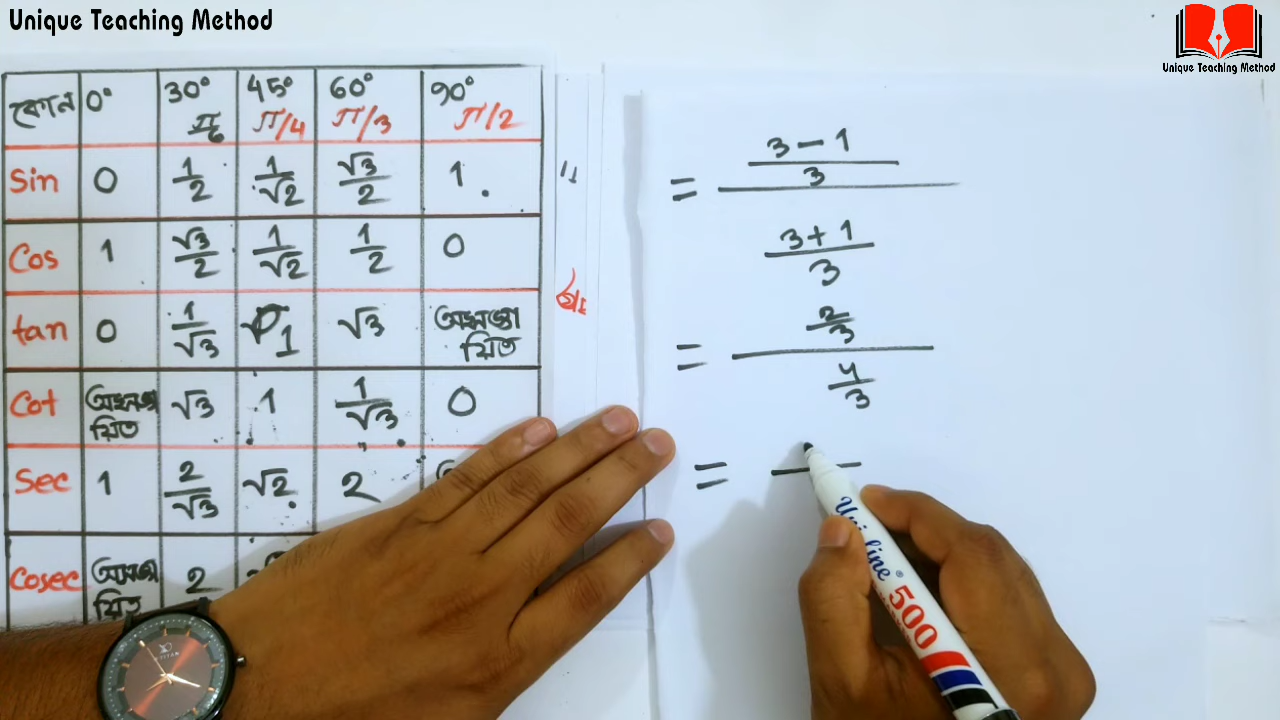 Unique Teaching Method
Unique Teaching Method
কোন 0° 30° 45° 60° 90°
π/6 π/4 π/3 π/2
Sin 0 1/2 1/√2 √3/2 1
Cos 1 √3/2 1/√2 1/2 0
tan 0 1/√3 1 √3 অসংজ্ঞা
য়িত
Cot অসংজ্ঞা √3 1 1/√3 0
য়িত
Sec 1 2/√3 √2 2
Cosec অসংজ্ঞা 2
য়িত
= ((3-1)/3)/((3+1)/3)
= (2/3)/(4/3)
=
Uni-line® 500